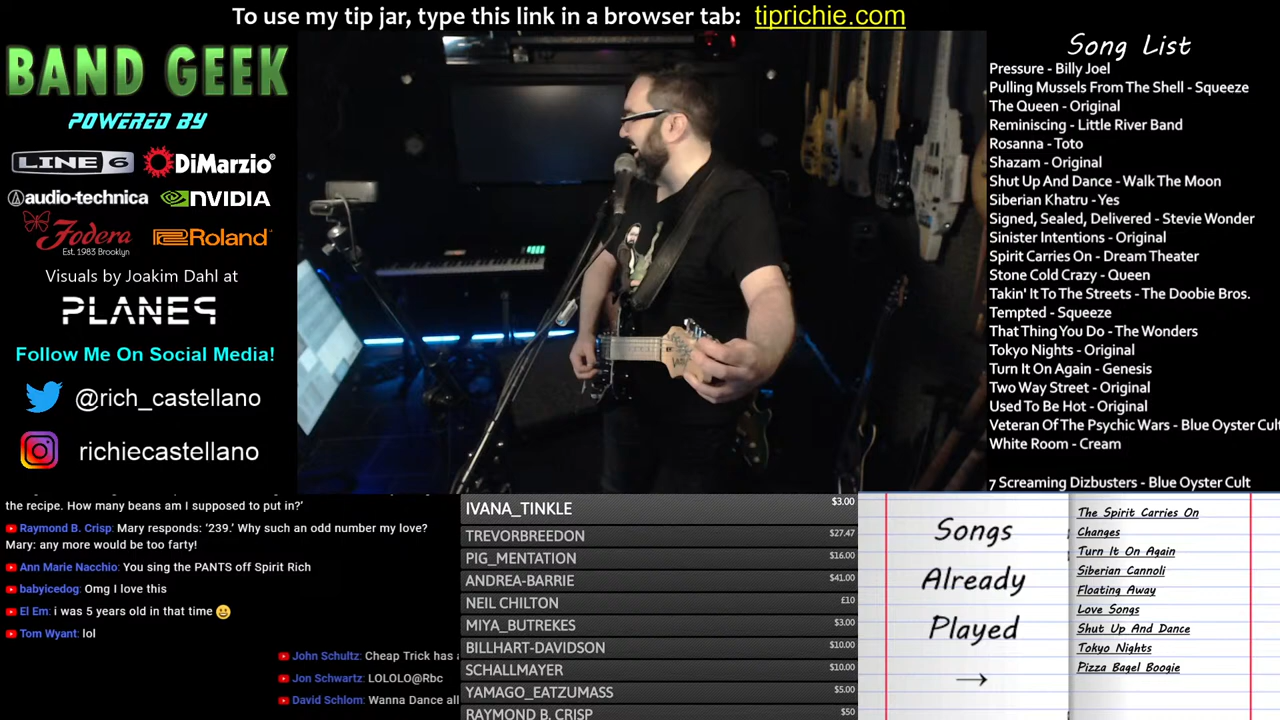 To use my tip jar, type this link in a browser tab: tiprichie.com
BAND GEEK
POWERED BY
LINE 6
DiMarzio
audio-technica
NVIDIA
Fodera
Est. 1983 Brooklyn
Roland
Visuals by Joakim Dahl at
PLANE9
Follow Me On Social Media!
@rich_castellano
richiecastellano
Song List
Pressure - Billy Joel
Pulling Mussels From The Shell - Squeeze
The Queen - Original
Reminiscing - Little River Band
Rosanna - Toto
Shazam - Original
Shut Up And Dance - Walk The Moon
Siberian Khatru - Yes
Signed, Sealed, Delivered - Stevie Wonder
Sinister Intentions - Original
Spirit Carries On - Dream Theater
Stone Cold Crazy - Queen
Takin' It To The Streets - The Doobie Bros.
Tempted - Squeeze
That Thing You Do - The Wonders
Tokyo Nights - Original
Turn It On Again - Genesis
Two Way Street - Original
Used To Be Hot - Original
Veteran Of The Psychic Wars - Blue Oyster Cult
White Room - Cream
7 Screaming Dizbusters - Blue Oyster Cult
the recipe. How many beans am I supposed to put in?'
Raymond B. Crisp: Mary responds: '239.' Why such an odd number my love?
Mary: any more would be too farty!
Ann Marie Nacchio: You sing the PANTS off Spirit Rich
babyicedog: Omg I love this
El Em: i was 5 years old in that time 😀
Tom Wyant: lol
John Schultz: Cheap Trick has a
Jon Schwartz: LOLOLO@Rbc
David Schlom: Wanna Dance all
IVANA_TINKLE $3.00
TREVORBREEDON $27.47
PIG_MENTATION $16.00
ANDREA-BARRIE $41.00
NEIL CHILTON £10
MIYA_BUTREKES $3.00
BILLHART-DAVIDSON $10.00
SCHALLMAYER $10.00
YAMAGO_EATZUMASS $5.00
RAYMOND B. CRISP $50
Songs
Already
Played
→
The Spirit Carries On
Changes
Turn It On Again
Siberian Cannoli
Floating Away
Love Songs
Shut Up And Dance
Tokyo Nights
Pizza Bagel Boogie